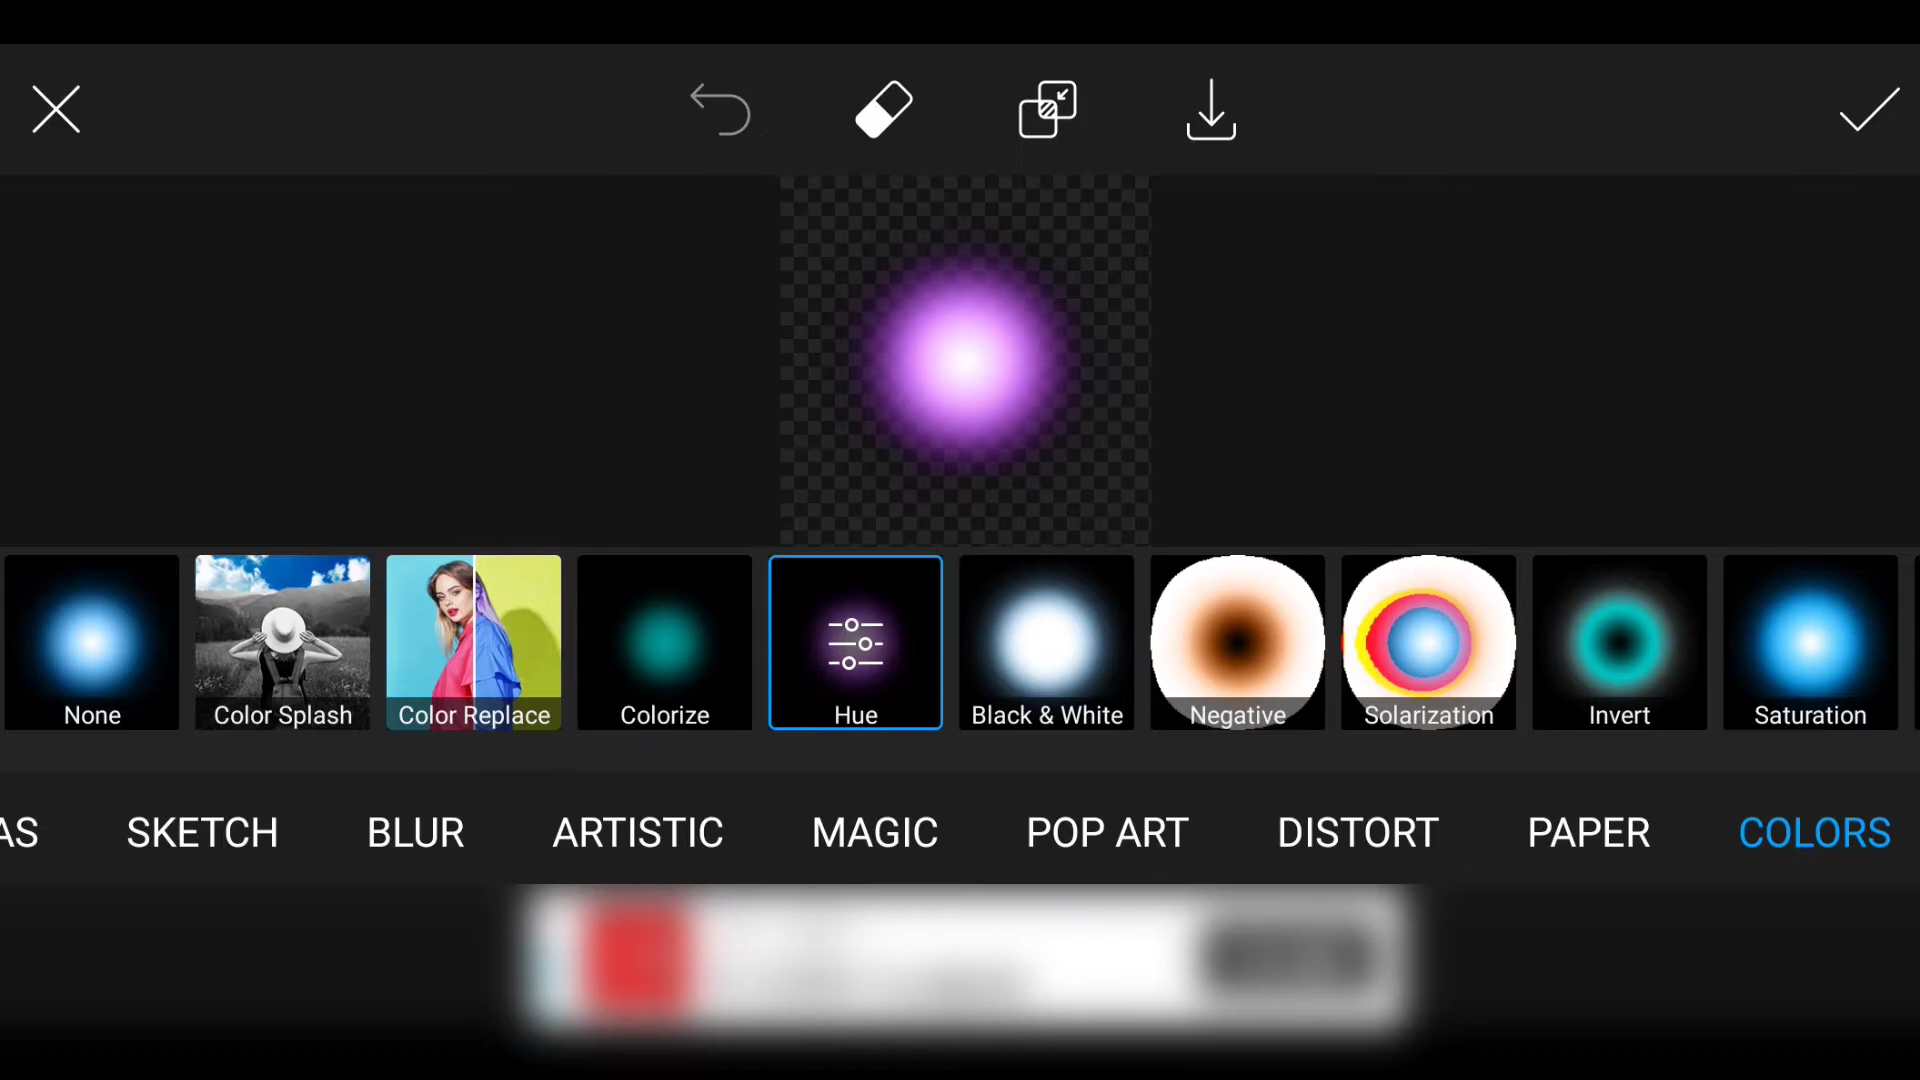 None
Color Splash
Color Replace
Colorize
Hue
Black & White
Negative
Solarization
Invert
Saturation
AS
SKETCH
BLUR
ARTISTIC
MAGIC
POP ART
DISTORT
PAPER
COLORS